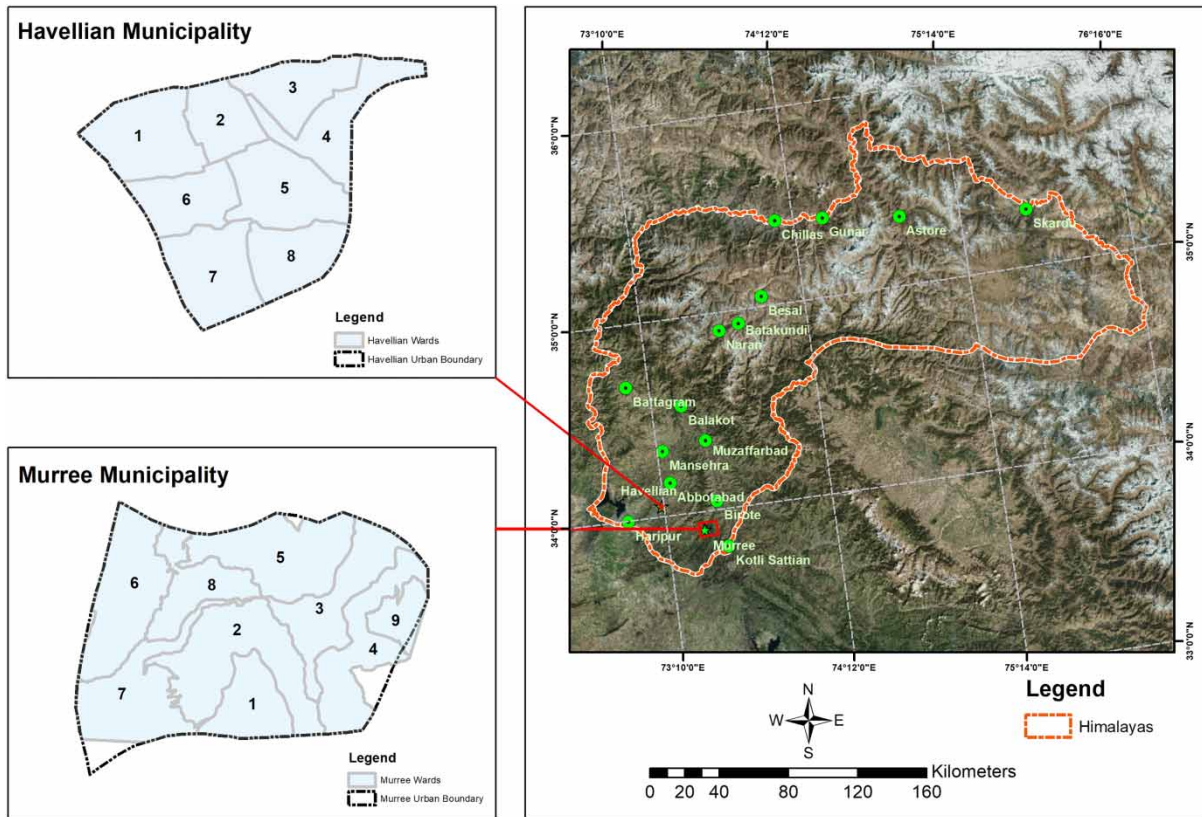 Havellian Municipality
3
2
1
4
5
6
8
7
Legend
Havellian Wards
Havellian Urban Boundary
Murree Municipality
5
6
8
3
9
2
4
7
1
Legend
Murree Wards
Murree Urban Boundary
73°10'0"E 74°12'0"E 75°14'0"E 76°16'0"E
36°0'0"N
35°0'0"N
34°0'0"N
35°0'0"N
34°0'0"N
33°0'0"N
Chillas
Gunar
Astore
Skardu
Besal
Batakundi
Naran
Battagram
Balakot
Muzaffarbad
Mansehra
Havellian
Abbotabad
Birote
Haripur
Murree
Kotli Sattian
73°10'0"E 74°12'0"E 75°14'0"E
N
W E
S
Legend
Himalayas
Kilometers
0 20 40 80 120 160